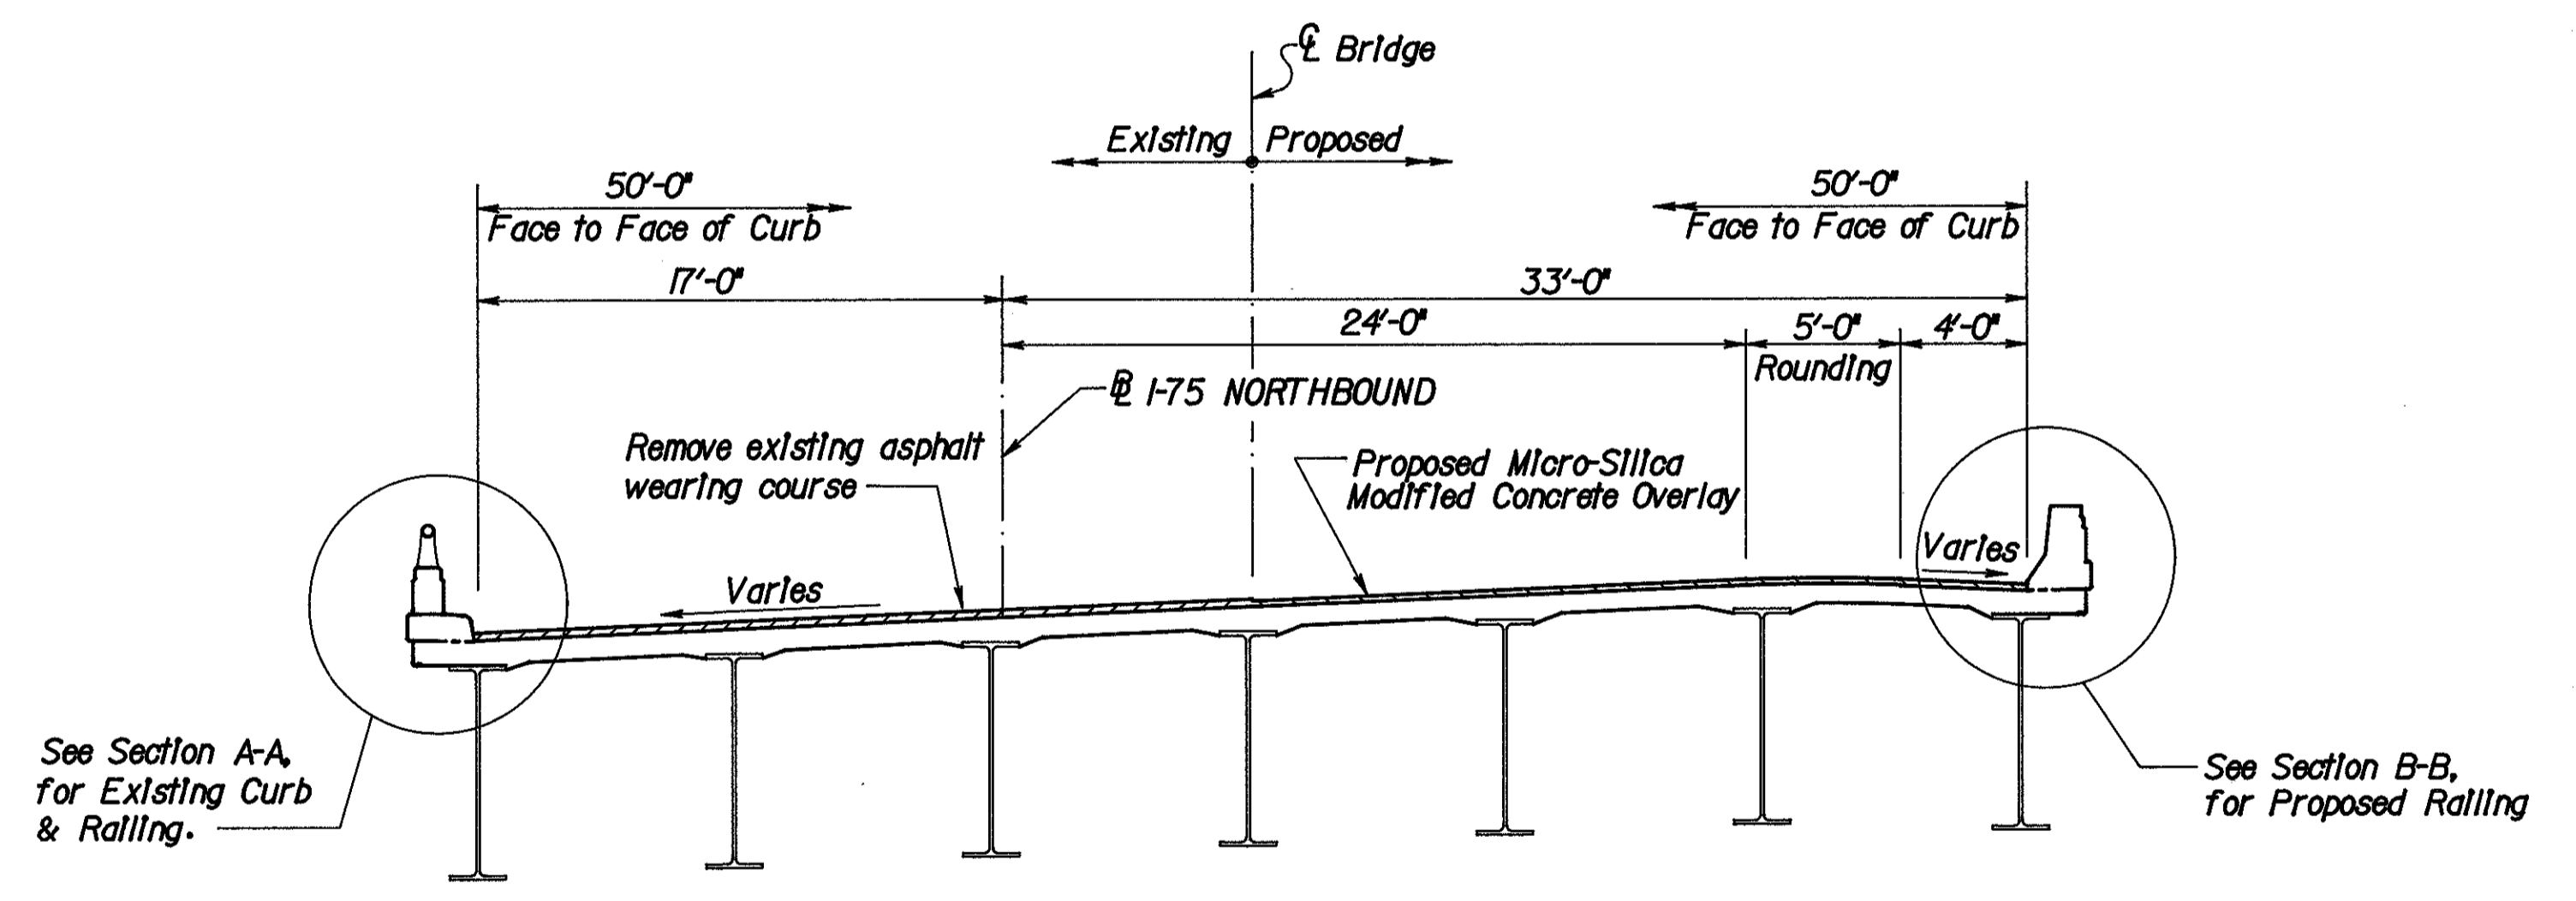 ℄ Bridge
Existing Proposed
50'-0"
Face to Face of Curb
50'-0"
Face to Face of Curb
17'-0"
33'-0"
24'-0"
5'-0"
Rounding
4'-0"
℄ I-75 NORTHBOUND
Remove existing asphalt
wearing course
Proposed Micro-Silica
Modified Concrete Overlay
Varies
Varies
See Section A-A,
for Existing Curb
& Railing.
See Section B-B,
for Proposed Railing